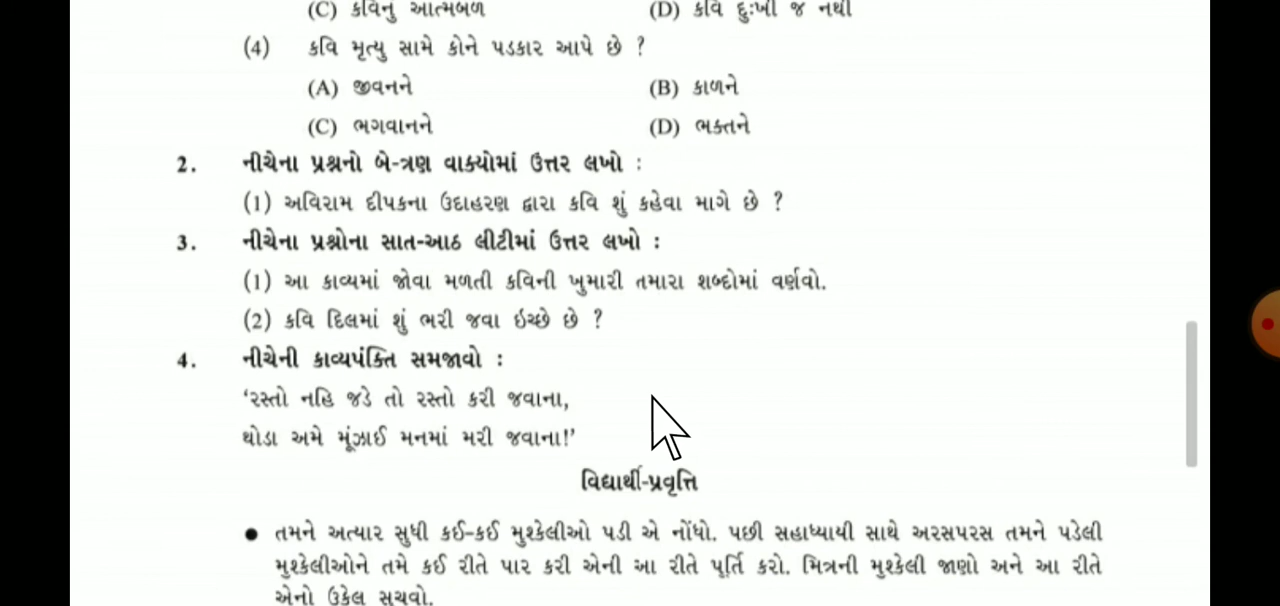 (C) કવિનું આત્મબળ (D) કવિ દુઃખી જ નથી
(4) કવિ મૃત્યુ સામે કોને પડકાર આપે છે ?
(A) જીવનને (B) કાળને
(C) ભગવાનને (D) ભક્તને
2. નીચેના પ્રશ્નનો બે-ત્રણ વાક્યોમાં ઉત્તર લખો :
(1) અવિરામ દીપકના ઉદાહરણ દ્વારા કવિ શું કહેવા માગે છે ?
3. નીચેના પ્રશ્નોના સાત-આઠ લીટીમાં ઉત્તર લખો :
(1) આ કાવ્યમાં જોવા મળતી કવિની ખુમારી તમારા શબ્દોમાં વર્ણવો.
(2) કવિ દિલમાં શું ભરી જવા ઇચ્છે છે ?
4. નીચેની કાવ્યપંક્તિ સમજાવો :
‘રસ્તો નહિ જડે તો રસ્તો કરી જવાના,
થોડા અમે મૂંઝાઈ મનમાં મરી જવાના!’
વિદ્યાર્થી-પ્રવૃત્તિ
● તમને અત્યાર સુધી કઈ-કઈ મુશ્કેલીઓ પડી એ નોંધો. પછી સહાધ્યાયી સાથે અરસપરસ તમને પડેલી
મુશ્કેલીઓને તમે કઈ રીતે પાર કરી એની આ રીતે પૂર્તિ કરો. મિત્રની મુશ્કેલી જાણો અને આ રીતે
એનો ઉકેલ સૂચવો.